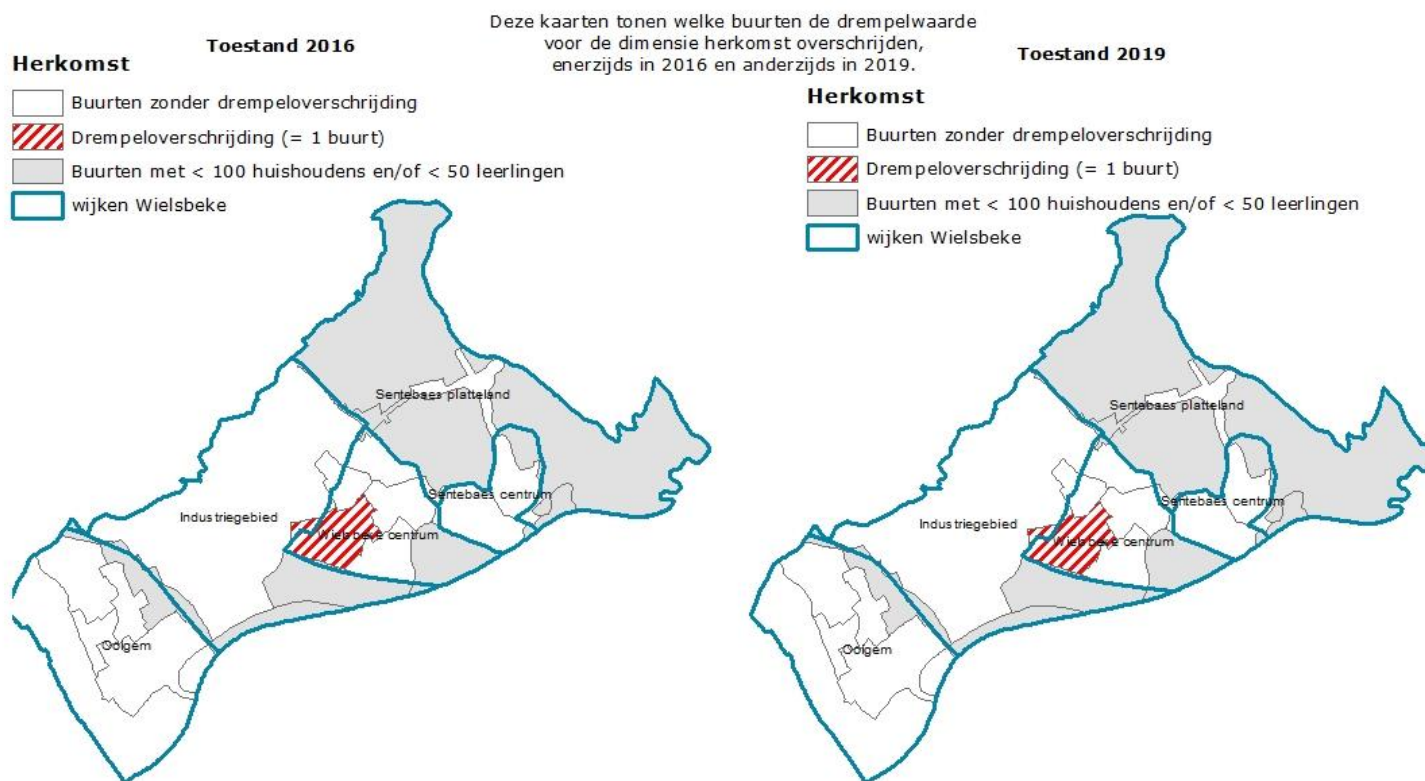 Deze kaarten tonen welke buurten de drempelwaarde
voor de dimensie herkomst overschrijden,
enerzijds in 2016 en anderzijds in 2019.
Toestand 2016
Herkomst
Buurten zonder drempeloverschrijding
Drempeloverschrijding (= 1 buurt)
Buurten met < 100 huishoudens en/of < 50 leerlingen
wijken Wielsbeke
Sentebaes platteland
Sentebaes centrum
Industriegebied
Wielsbeke centrum
Ooigem
Toestand 2019
Herkomst
Buurten zonder drempeloverschrijding
Drempeloverschrijding (= 1 buurt)
Buurten met < 100 huishoudens en/of < 50 leerlingen
wijken Wielsbeke
Sentebaes platteland
Sentebaes centrum
Industriegebied
Wielsbeke centrum
Ooigem